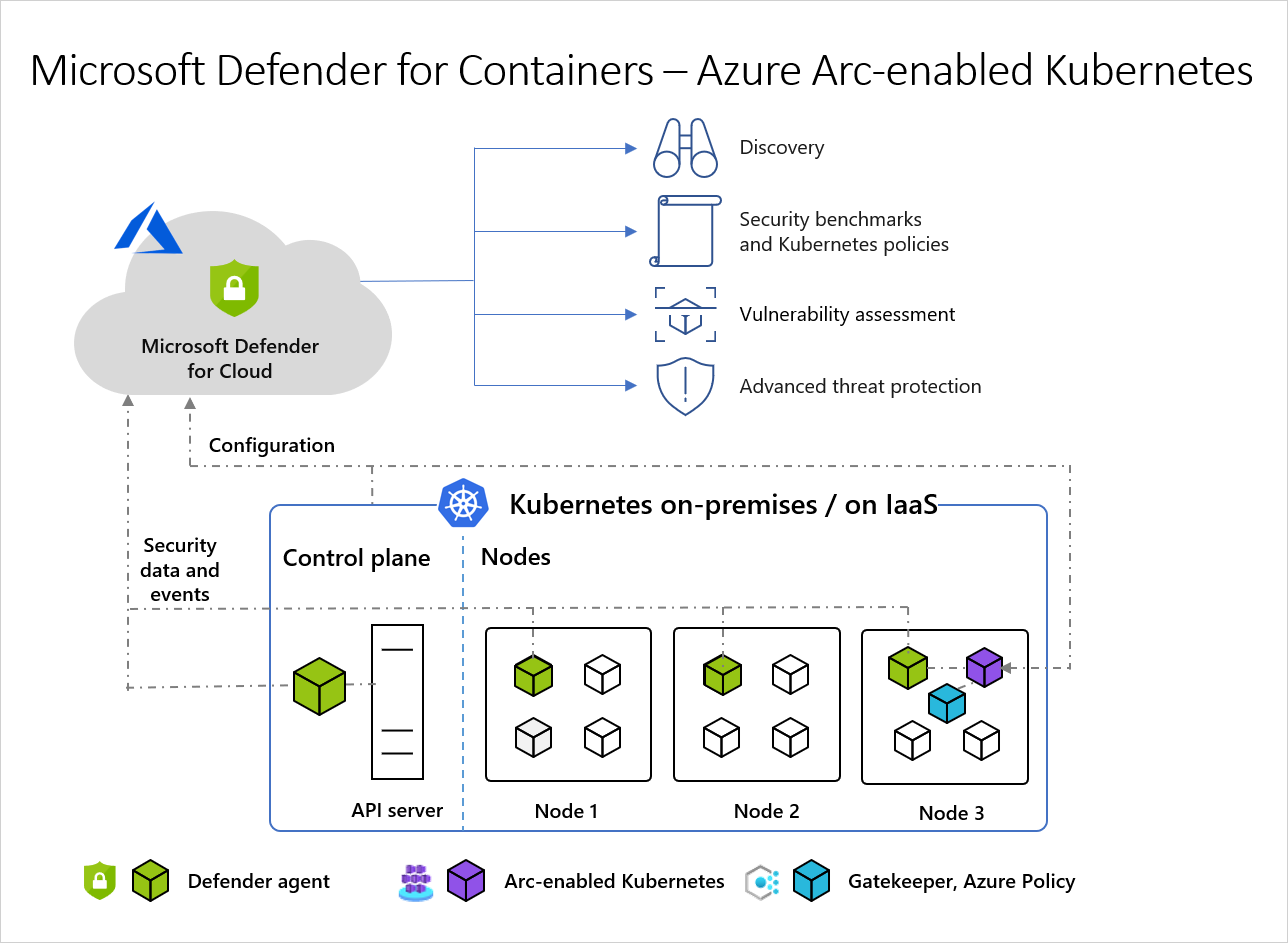 Microsoft Defender for Containers – Azure Arc-enabled Kubernetes
Discovery
Security benchmarks
and Kubernetes policies
Vulnerability assessment
Advanced threat protection
Microsoft Defender
for Cloud
Configuration
Kubernetes on-premises / on IaaS
Security
data and
events
Control plane
Nodes
API server
Node 1
Node 2
Node 3
Defender agent
Arc-enabled Kubernetes
Gatekeeper, Azure Policy